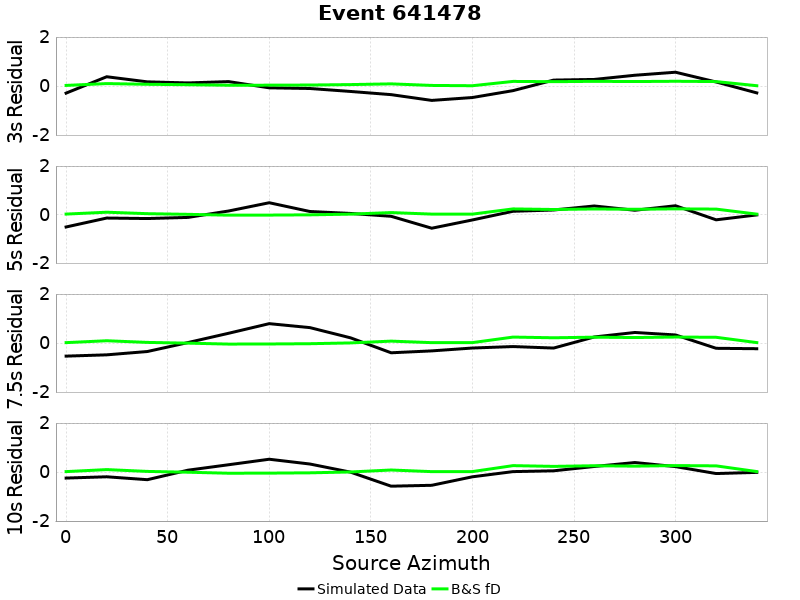 Event 641478
3s Residual
2
0
-2
5s Residual
2
0
-2
7.5s Residual
2
0
-2
10s Residual
2
0
-2
0 50 100 150 200 250 300
Source Azimuth
Simulated Data B&S fD